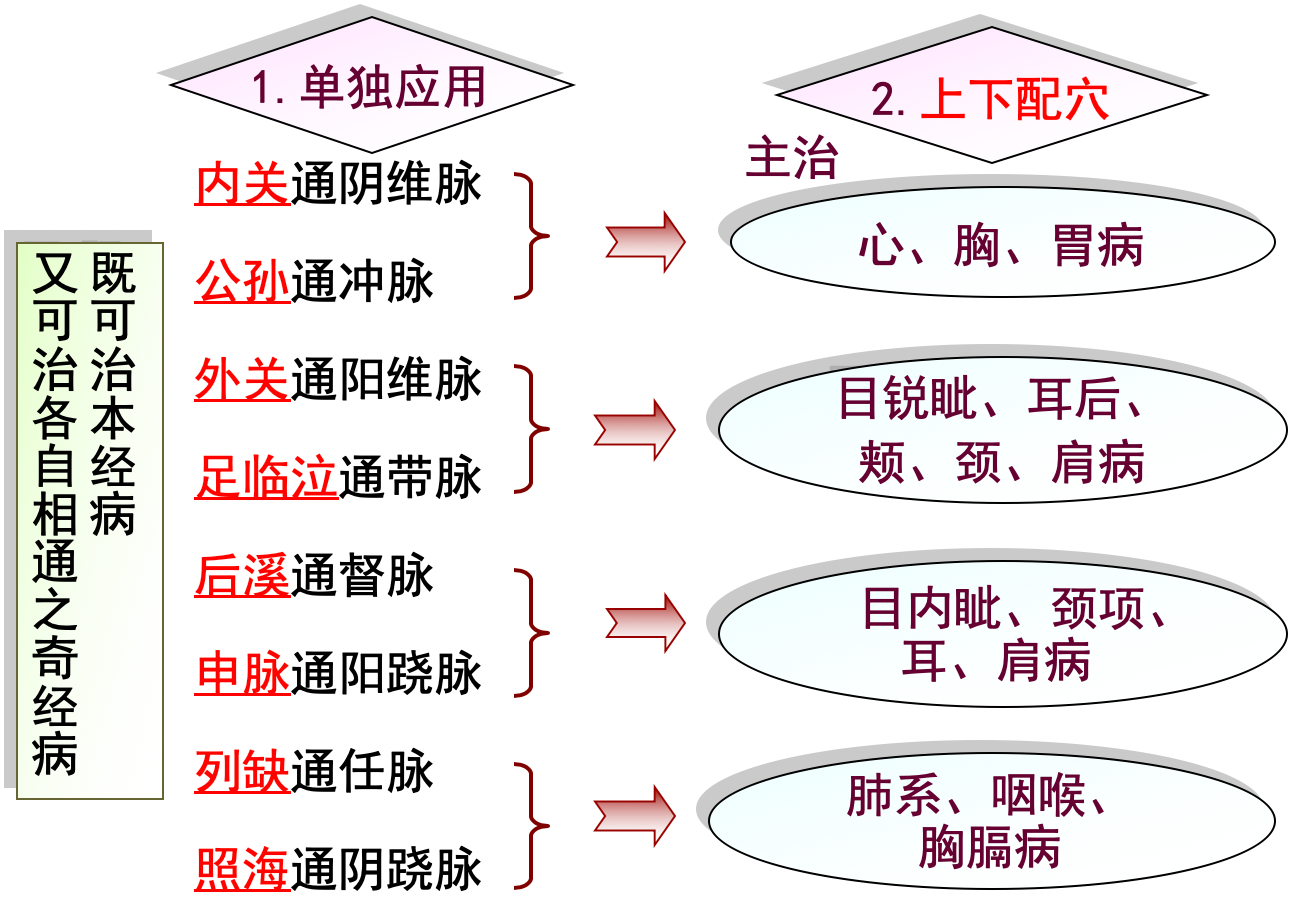 1.单独应用
2.上下配穴
主治
既可治本经病
又可治各自相通之奇经病
内关通阴维脉
公孙通冲脉
心、胸、胃病
外关通阳维脉
足临泣通带脉
目锐眦、耳后、
颊、颈、肩病
后溪通督脉
申脉通阳跷脉
目内眦、颈项、
耳、肩病
列缺通任脉
照海通阴跷脉
肺系、咽喉、
胸膈病